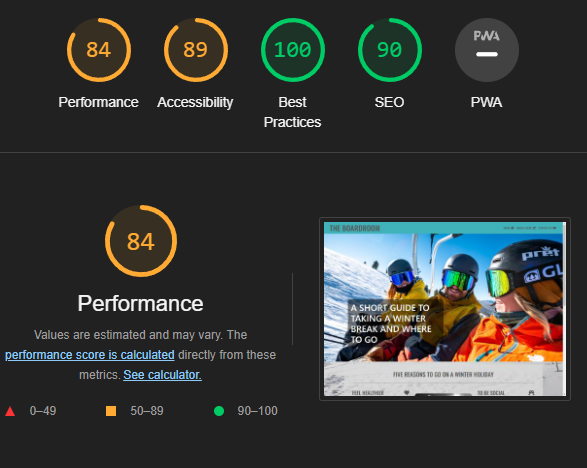 84
89
100
90
PWA
Performance
Accessibility
Best
Practices
SEO
PWA
84
Performance
Values are estimated and may vary. The
performance score is calculated directly from these
metrics. See calculator.
0–49
50–89
90–100
THE BOARDROOM
prēt
GL
A SHORT GUIDE TO
TAKING A WINTER
BREAK AND WHERE
TO GO
FIVE REASONS TO GO ON A WINTER HOLIDAY
FEEL HEALTHIER
TO BE SOCIAL